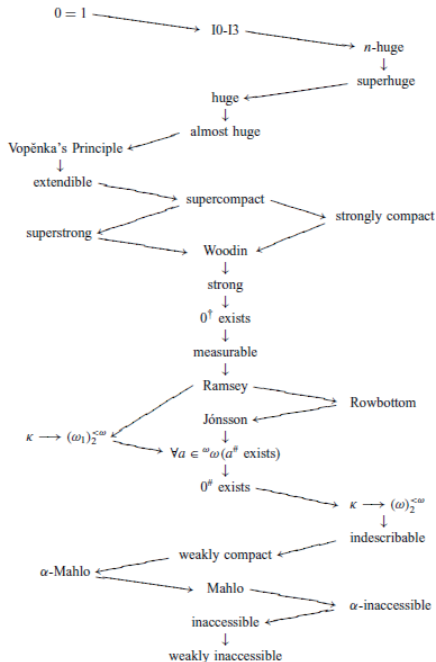 0 = 1
I0-I3
n-huge
superhuge
huge
almost huge
Vopěnka's Principle
extendible
supercompact
strongly compact
superstrong
Woodin
strong
0† exists
measurable
Ramsey
Rowbottom
Jónsson
κ ⟶ (ω₁)₂^{<ω}
∀a ∈ ^ωω(a^# exists)
0^# exists
κ ⟶ (ω)₂^{<ω}
indescribable
weakly compact
α-Mahlo
Mahlo
α-inaccessible
inaccessible
weakly inaccessible